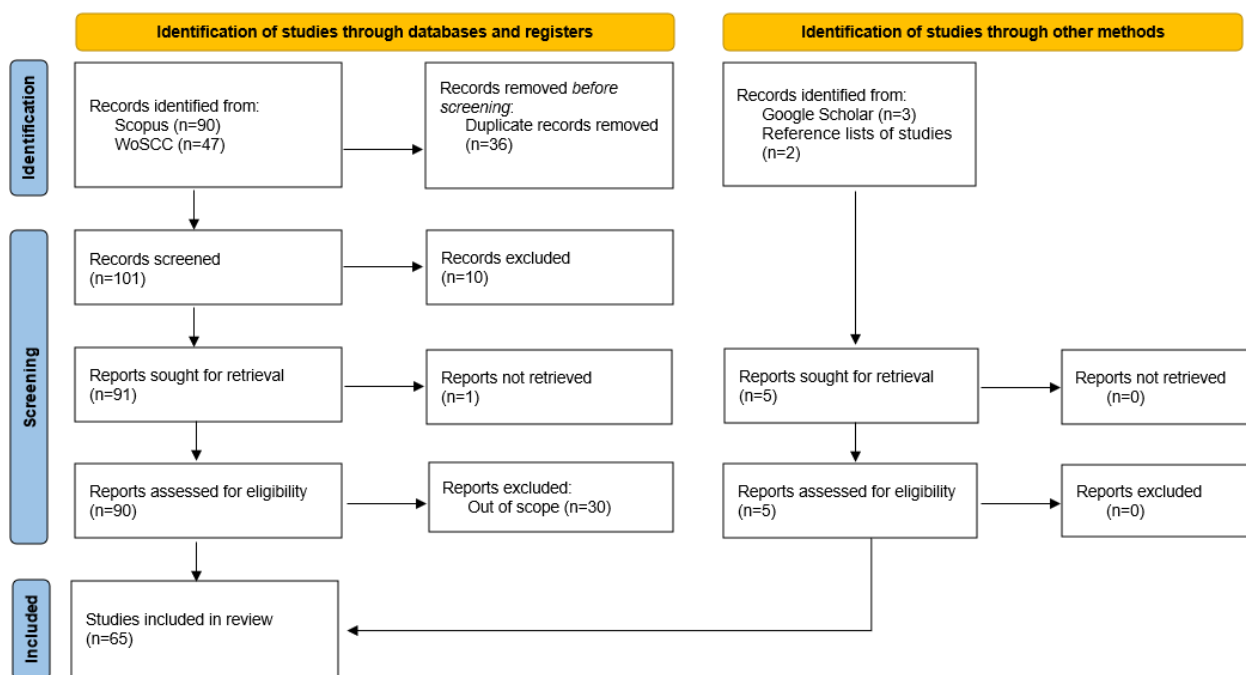 Identification of studies through databases and registers
Identification of studies through other methods
Identification
Records identified from:
Scopus (n=90)
WoSCC (n=47)
Records removed before
screening:
Duplicate records removed
(n=36)
Records identified from:
Google Scholar (n=3)
Reference lists of studies
(n=2)
Screening
Records screened
(n=101)
Records excluded
(n=10)
Reports sought for retrieval
(n=91)
Reports not retrieved
(n=1)
Reports sought for retrieval
(n=5)
Reports not retrieved
(n=0)
Reports assessed for eligibility
(n=90)
Reports excluded:
Out of scope (n=30)
Reports assessed for eligibility
(n=5)
Reports excluded
(n=0)
Included
Studies included in review
(n=65)